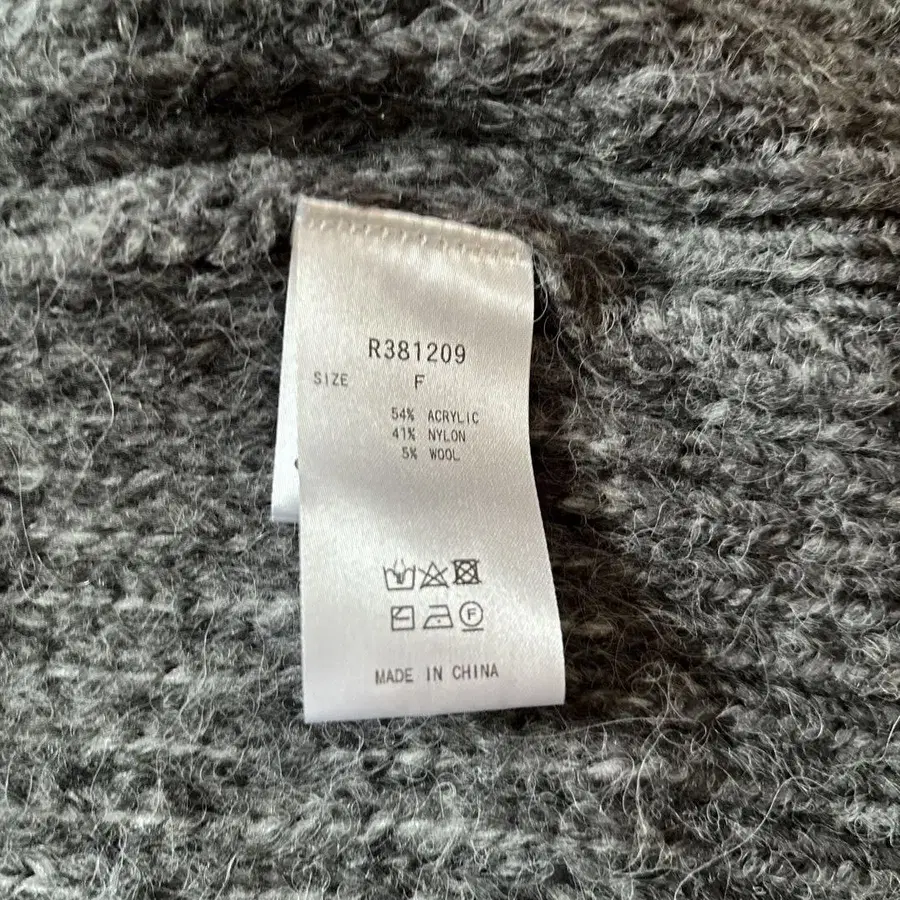 R381209
SIZE F
54% ACRYLIC
41% NYLON
5% WOOL
F
MADE IN CHINA